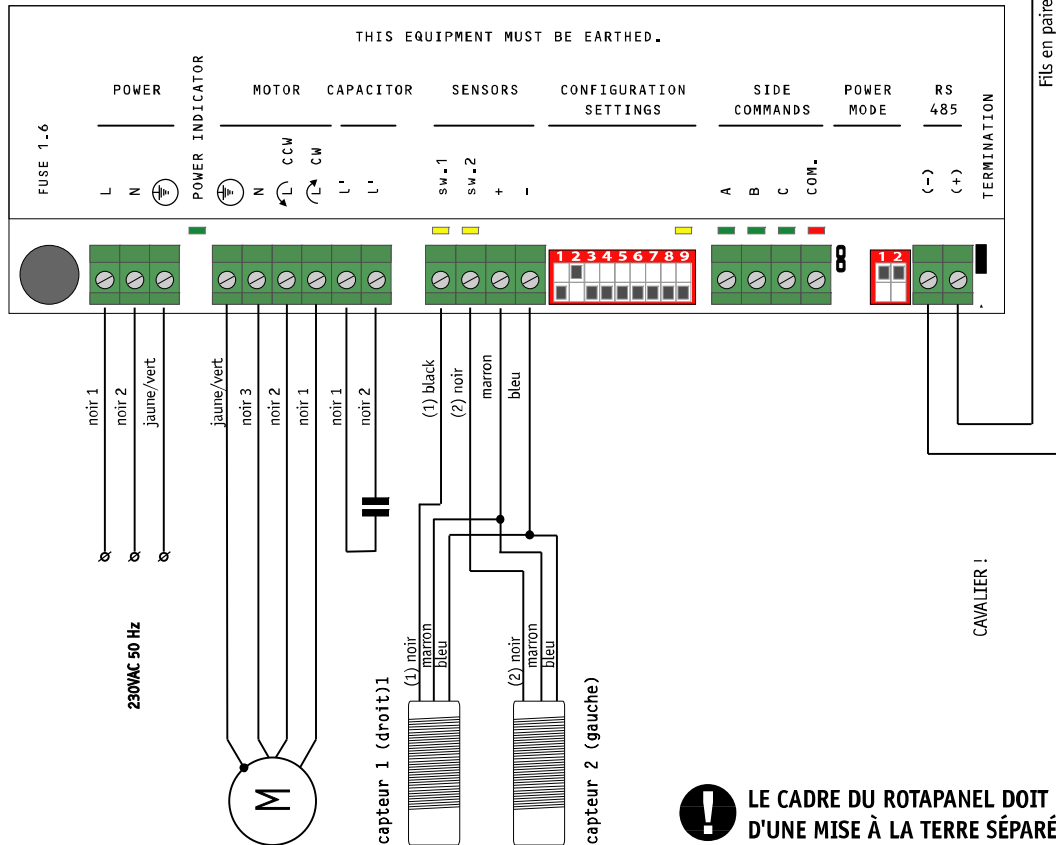 THIS EQUIPMENT MUST BE EARTHED.
Fils en paire
FUSE 1.6
POWER
L
N
POWER INDICATOR
MOTOR
N
L CCW
L CW
CAPACITOR
L'
L'
SENSORS
sw.1
sw.2
+
-
CONFIGURATION
SETTINGS
SIDE
COMMANDS
A
B
C
COM.
POWER
MODE
RS
485
(-)
(+)
TERMINATION
1 2 3 4 5 6 7 8 9
8
1 2
noir 1
noir 2
jaune/vert
jaune/vert
noir 3
noir 2
noir 1
noir 1
noir 2
(1) black
(2) noir
marron
bleu
230VAC 50 Hz
M
(1) noir
marron
bleu
(2) noir
marron
bleu
capteur 1 (droit)1
capteur 2 (gauche)
CAVALIER !
! LE CADRE DU ROTAPANEL DOIT
D'UNE MISE À LA TERRE SÉPARÉ